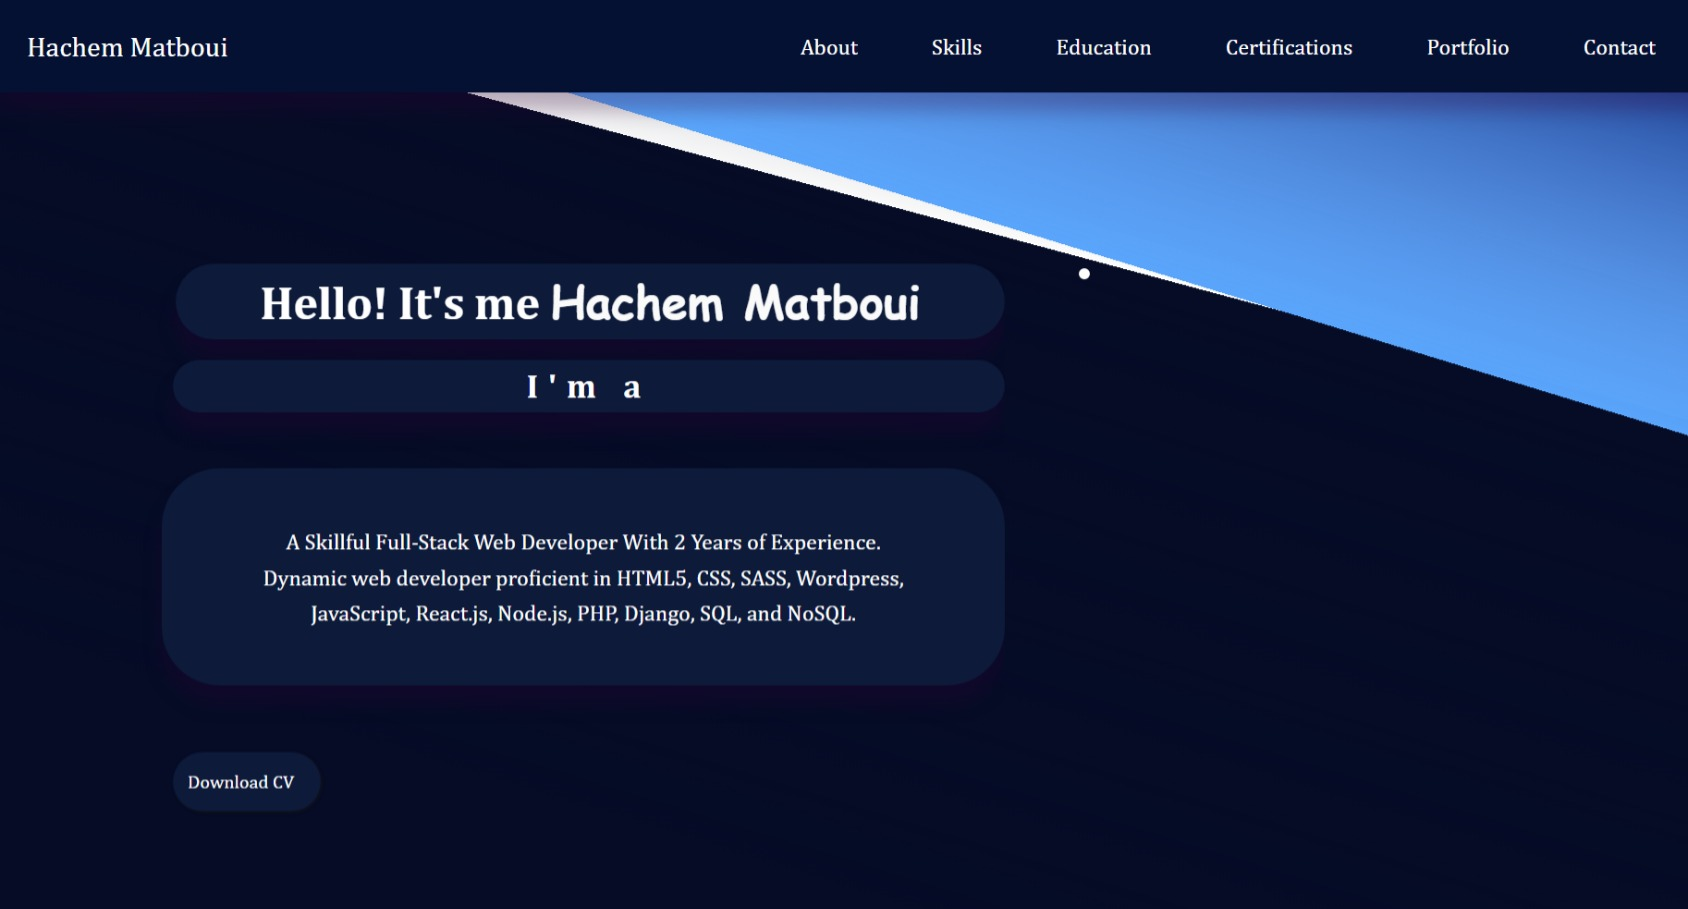 Hachem Matboui
About Skills Education Certifications Portfolio Contact
Hello! It's me Hachem Matboui
I'm a
A Skillful Full-Stack Web Developer With 2 Years of Experience.
Dynamic web developer proficient in HTML5, CSS, SASS, Wordpress,
JavaScript, React.js, Node.js, PHP, Django, SQL, and NoSQL.
Download CV